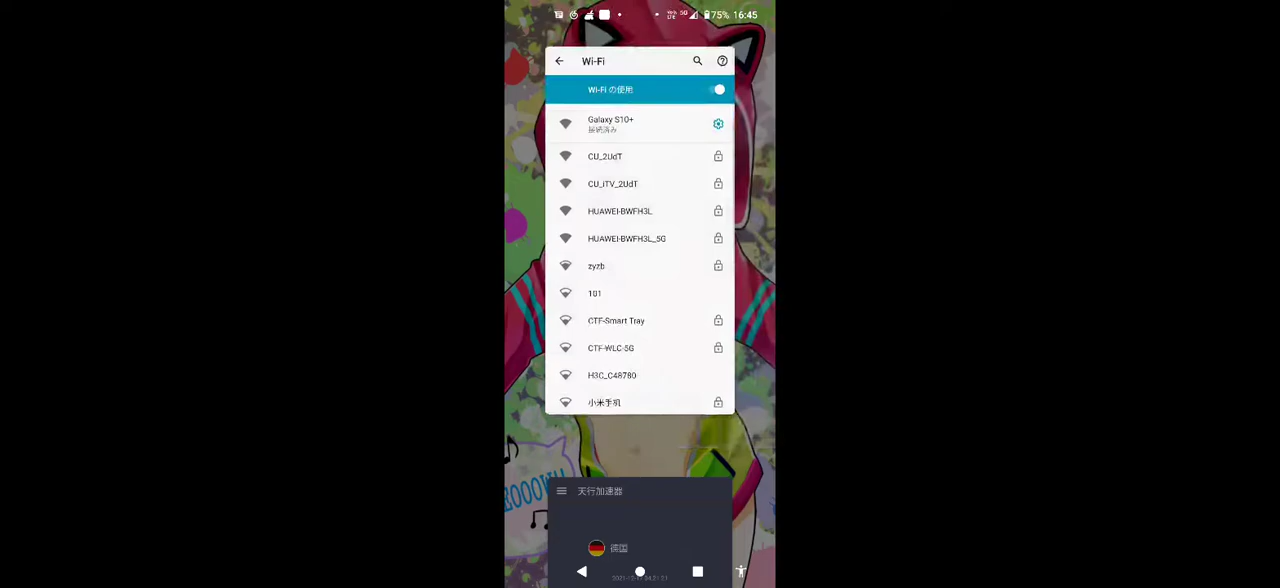 75% 16:45
Wi-Fi
Wi-Fi の使用
Galaxy S10+
接続済み
CU_2UdT
CU_iTV_2UdT
HUAWEI-BWFH3L
HUAWEI-BWFH3L_5G
zyzb
101
CTF-Smart Tray
CTF-WLC-5G
H3C_C48780
小米手机
天行加速器
德国